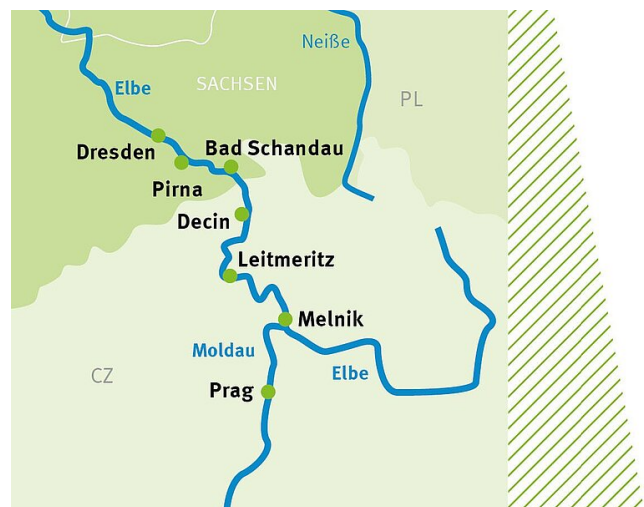 Neiße
SACHSEN
Elbe
PL
Dresden
Bad Schandau
Pirna
Decin
Leitmeritz
Melnik
Moldau
Elbe
CZ
Prag